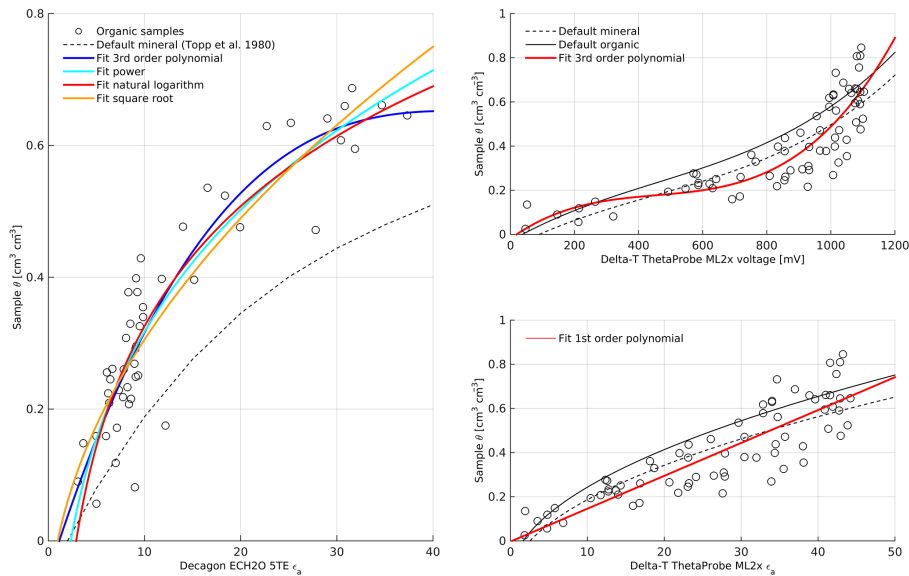 0.8
0.6
0.4
0.2
0
0
10
20
30
40
Sample θ [cm³ cm⁻³]
Decagon ECH2O 5TE ϵₐ
Organic samples
Default mineral (Topp et al. 1980)
Fit 3rd order polynomial
Fit power
Fit natural logarithm
Fit square root
1
0.8
0.6
0.4
0.2
0
0
200
400
600
800
1000
1200
Sample θ [cm³ cm⁻³]
Delta-T ThetaProbe ML2x voltage [mV]
Default mineral
Default organic
Fit 3rd order polynomial
1
0.8
0.6
0.4
0.2
0
0
10
20
30
40
50
Sample θ [cm³ cm⁻³]
Delta-T ThetaProbe ML2x ϵₐ
Fit 1st order polynomial